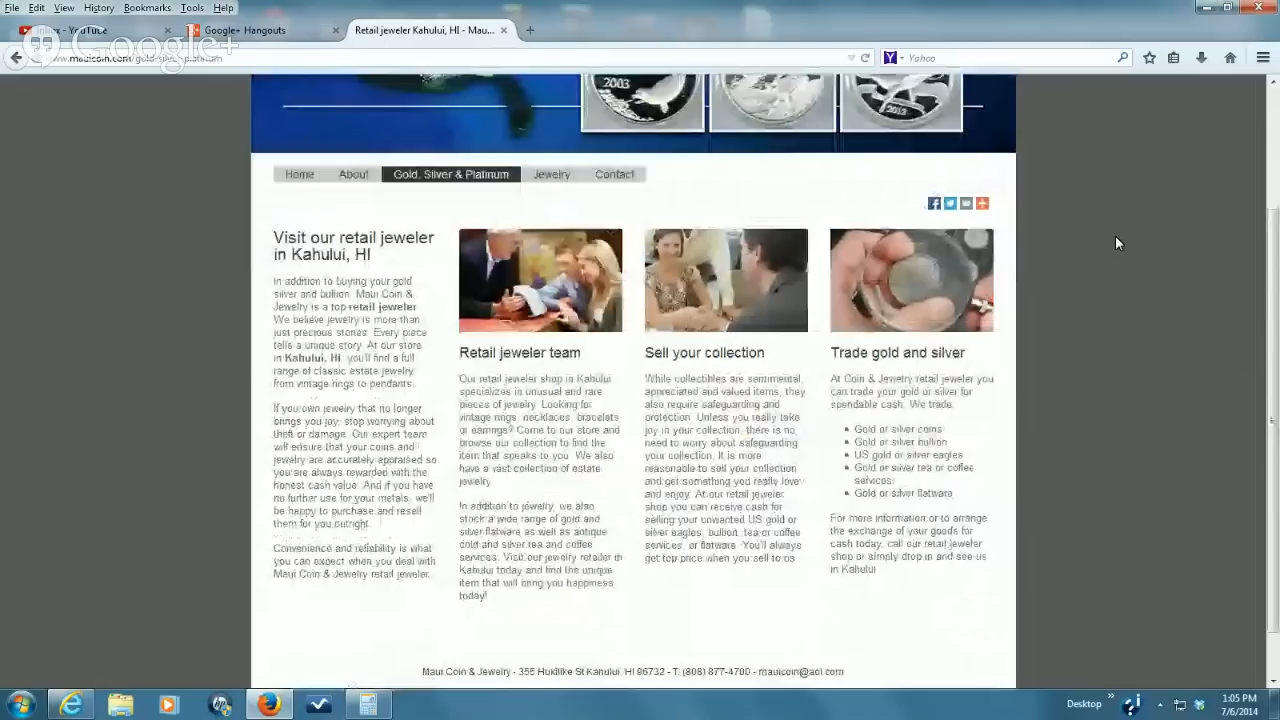 File Edit View History Bookmarks Tools Help
Inbox - YouTube
Google+ Hangouts
Retail jeweler Kahului, HI - Mau...
Google+
www.mauicoin.com/gold-silver-platinum
Yahoo
2003
2012
Home About Gold, Silver & Platinum Jewelry Contact
Visit our retail jeweler
in Kahului, HI
In addition to buying your gold
silver and bullion, Maui Coin &
Jewelry is a top retail jeweler.
We believe jewelry is more than
just precious stones. Every piece
tells a unique story. At our store
in Kahului, HI you'll find a full
range of classic estate jewelry
from vintage rings to pendants.
If you own jewelry that no longer
brings you joy, stop worrying about
theft or damage. Our expert team
will ensure that your coins and
jewelry are accurately appraised so
you are always rewarded with the
honest cash value. And if you have
no further use for your metals, we'll
be happy to purchase and resell
them for you outright.
Convenience and reliability is what
you can expect when you deal with
Maui Coin & Jewelry retail jeweler.
Retail jeweler team
Our retail jeweler shop in Kahului
specializes in unusual and rare
pieces of jewelry. Looking for
vintage rings, necklaces, bracelets
or earrings? Come to our store and
browse our collection to find the
item that speaks to you. We also
have a vast collection of estate
jewelry.
In addition to jewelry, we also
stock a wide range of gold and
silver flatware as well as antique
gold and silver tea and coffee
services. Visit our jewelry retailer in
Kahului today and find the unique
item that will bring you happiness
today!
Sell your collection
While collectibles are sentimental,
appreciated and valued items, they
also require safeguarding and
protection. Unless you really take
joy in your collection, there is no
need to worry about safeguarding
your collection. It is more
reasonable to sell your collection
and get something you really love
and enjoy. At our retail jeweler
shop you can receive cash for
selling your unwanted US gold or
silver eagles, bullion, tea or coffee
services, or flatware. You'll always
get top price when you sell to us
Trade gold and silver
At Coin & Jewelry retail jeweler you
can trade your gold or silver for
spendable cash. We trade
Gold or silver coins
Gold or silver bullion
US gold or silver eagles
Gold or silver tea or coffee
services
Gold or silver flatware
For more information or to arrange
the exchange of your goods for
cash today, call our retail jeweler
shop or simply drop in and see us
in Kahului
Maui Coin & Jewelry - 355 Hukilike St Kahului, HI 96732 - T. (808) 877-4700 - mauicoin@aol.com
Desktop
1:05 PM
7/6/2014